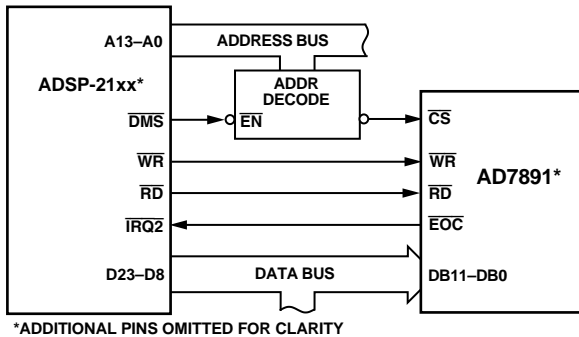 A13–A0
ADDRESS BUS
ADSP-21xx*
ADDR
DECODE
DMS
EN
CS
WR
WR
AD7891*
RD
RD
IRQ2
EOC
D23–D8
DATA BUS
DB11–DB0
*ADDITIONAL PINS OMITTED FOR CLARITY